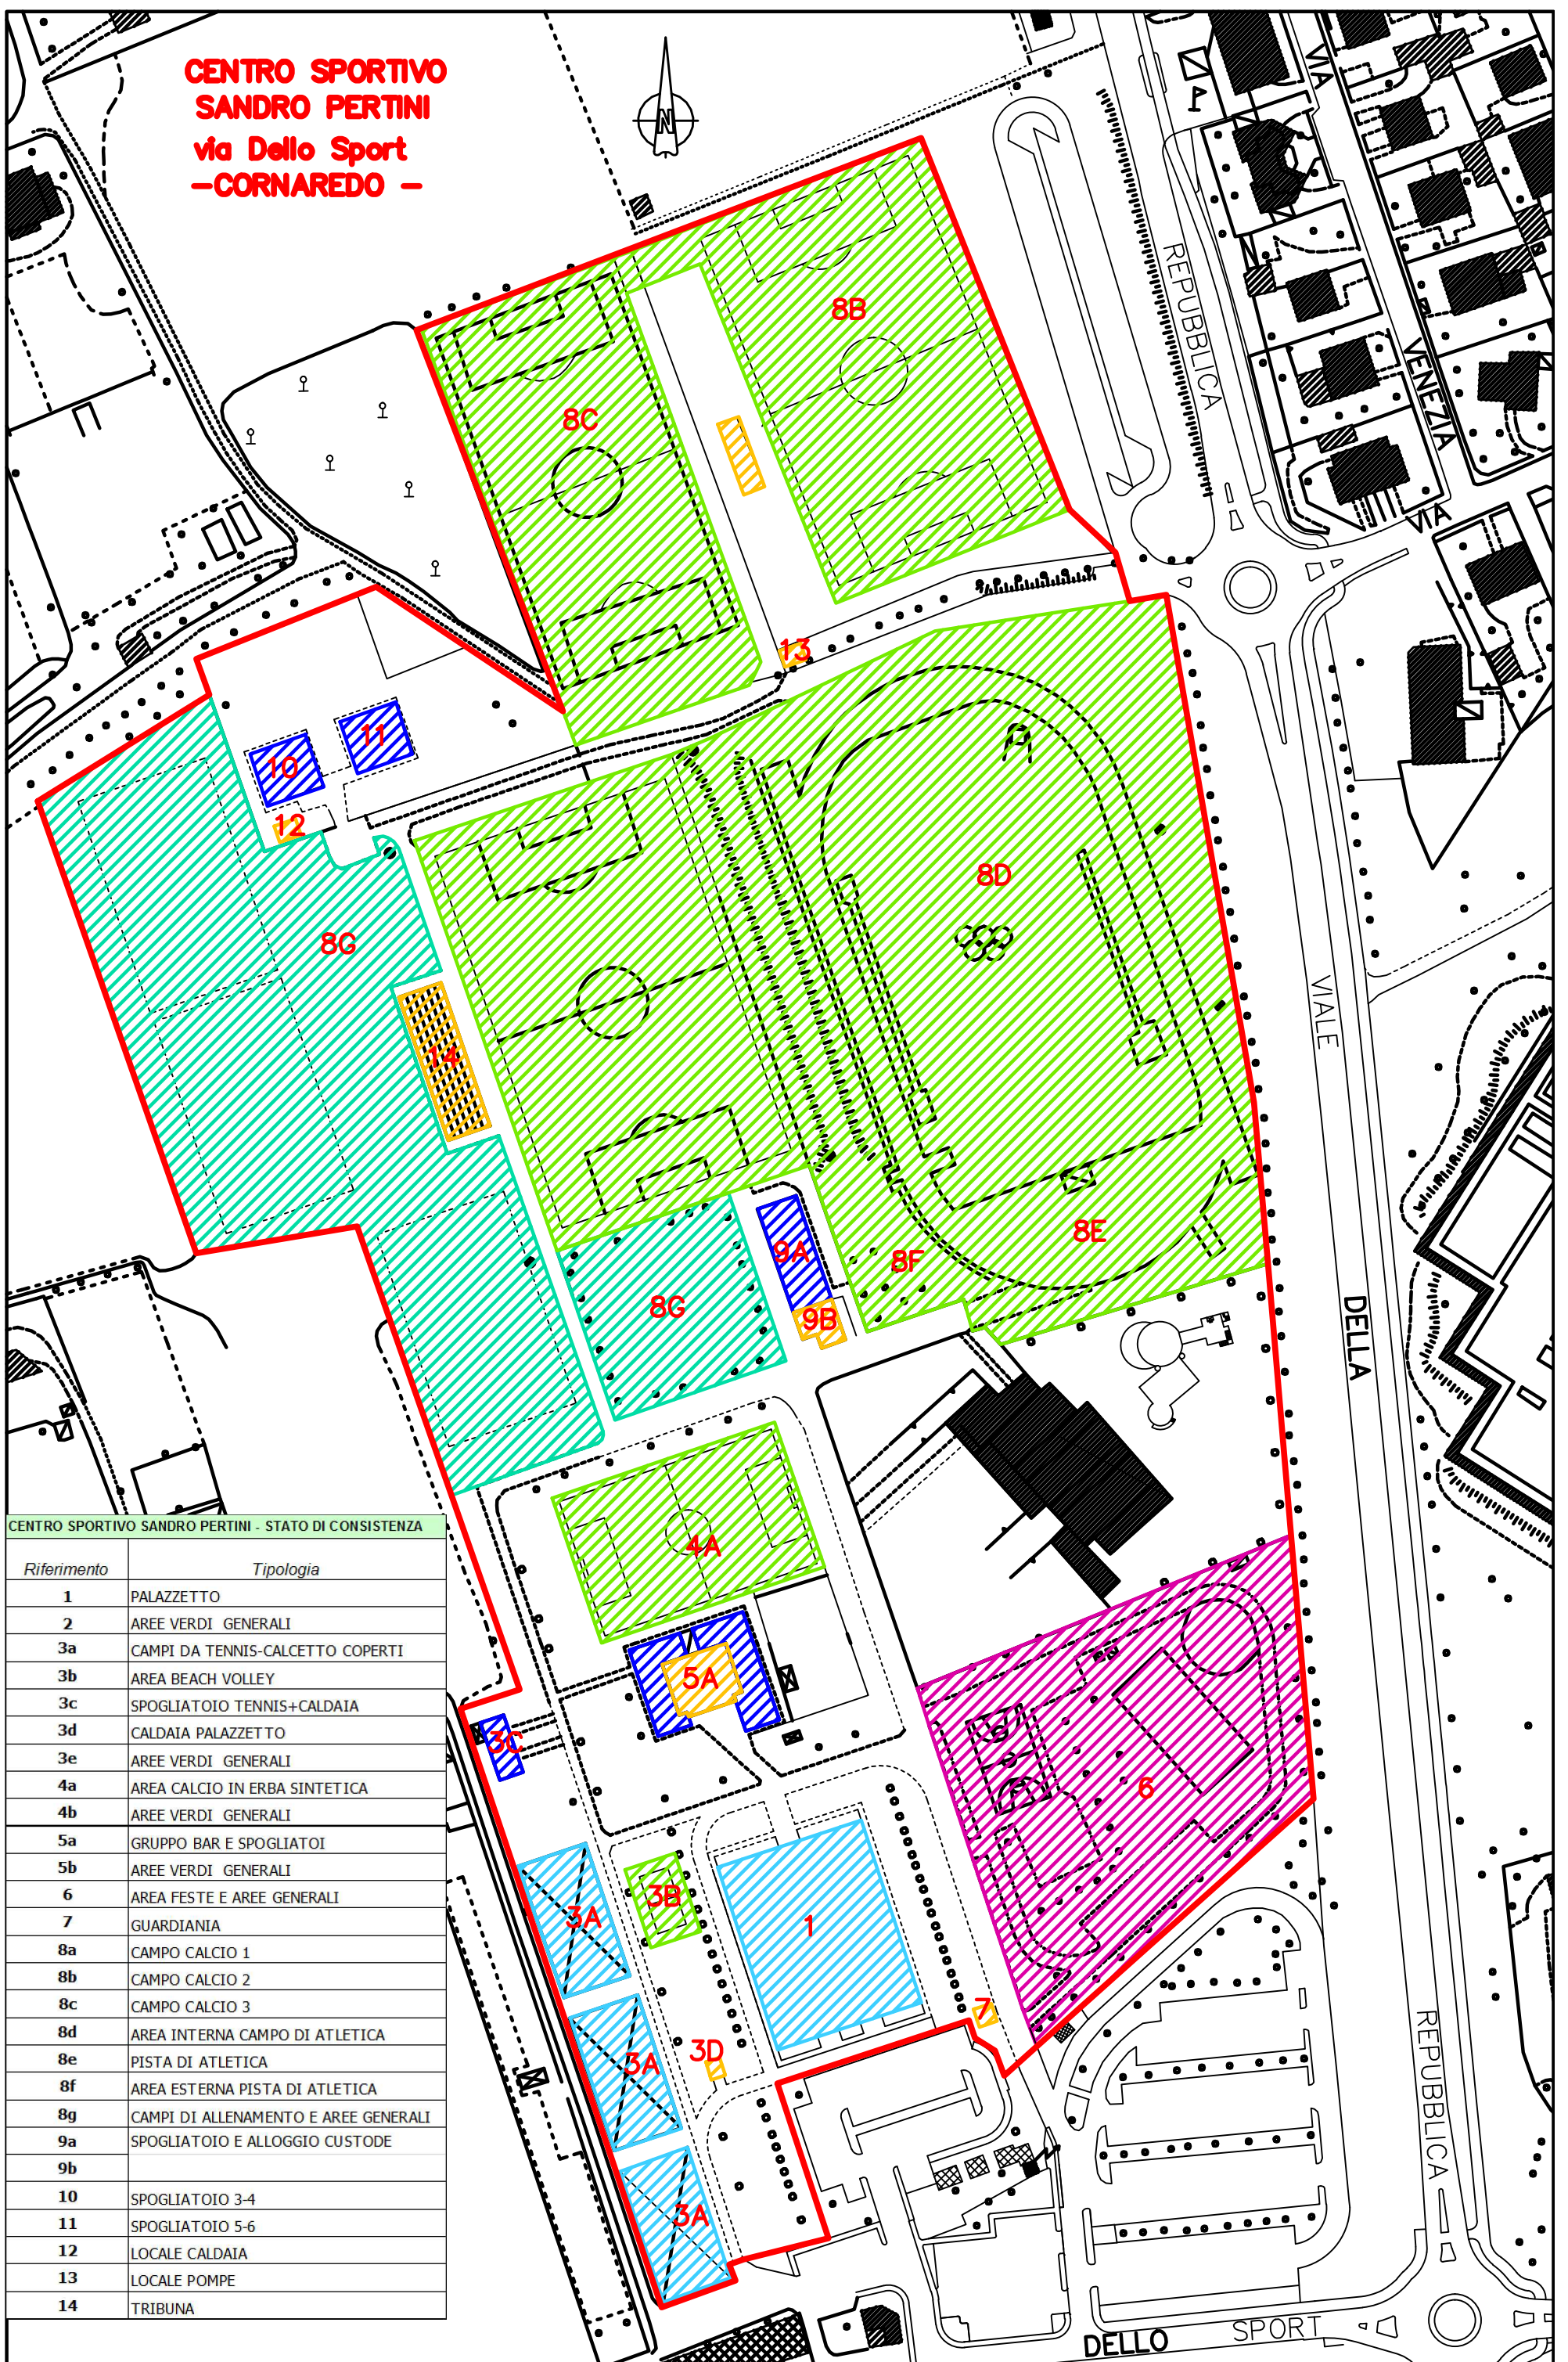 CENTRO SPORTIVO
SANDRO PERTINI
via Dello Sport
-CORNAREDO -
N
VIA
REPUBBLICA
8B
VENEZIA
8C
VIA
13
11
10
12
8D
8G
VIALE
14
9A
8E
8F
8G
9B
DELLA
4A
5A
3C
6
3B
3A
1
7
3A
3D
REPUBBLICA
3A
DELLO SPORT
CENTRO SPORTIVO SANDRO PERTINI - STATO DI CONSISTENZA
Riferimento Tipologia
1 PALAZZETTO
2 AREE VERDI GENERALI
3a CAMPI DA TENNIS-CALCETTO COPERTI
3b AREA BEACH VOLLEY
3c SPOGLIATOIO TENNIS+CALDAIA
3d CALDAIA PALAZZETTO
3e AREE VERDI GENERALI
4a AREA CALCIO IN ERBA SINTETICA
4b AREE VERDI GENERALI
5a GRUPPO BAR E SPOGLIATOI
5b AREE VERDI GENERALI
6 AREA FESTE E AREE GENERALI
7 GUARDIANIA
8a CAMPO CALCIO 1
8b CAMPO CALCIO 2
8c CAMPO CALCIO 3
8d AREA INTERNA CAMPO DI ATLETICA
8e PISTA DI ATLETICA
8f AREA ESTERNA PISTA DI ATLETICA
8g CAMPI DI ALLENAMENTO E AREE GENERALI
9a SPOGLIATOIO E ALLOGGIO CUSTODE
9b
10 SPOGLIATOIO 3-4
11 SPOGLIATOIO 5-6
12 LOCALE CALDAIA
13 LOCALE POMPE
14 TRIBUNA